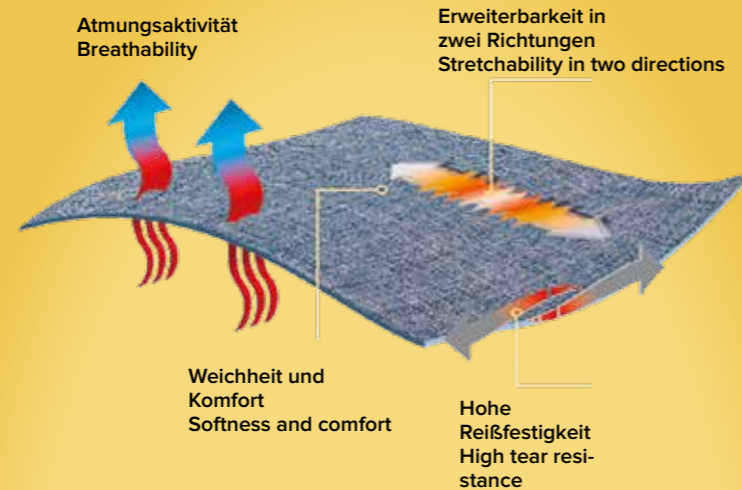 Atmungsaktivität
Breathability
Erweiterbarkeit in
zwei Richtungen
Stretchability in two directions
Weichheit und
Komfort
Softness and comfort
Hohe
Reißfestigkeit
High tear resi-
stance